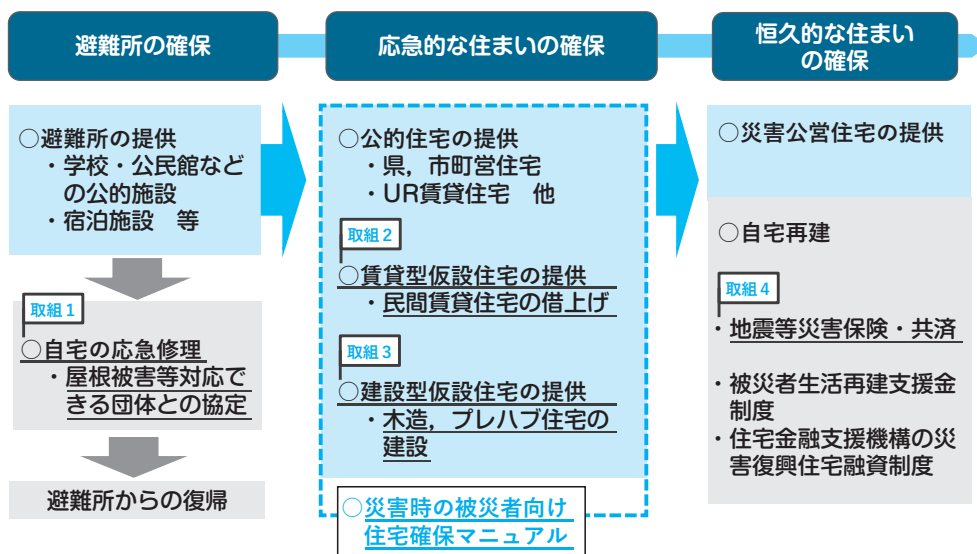 避難所の確保
応急的な住まいの確保
恒久的な住まい
の確保
○避難所の提供
・学校・公民館など
の公的施設
・宿泊施設　等
取組1
○自宅の応急修理
・屋根被害等対応で
きる団体との協定
避難所からの復帰
○公的住宅の提供
・県，市町営住宅
・UR賃貸住宅　他
取組2
○賃貸型仮設住宅の提供
・民間賃貸住宅の借上げ
取組3
○建設型仮設住宅の提供
・木造，プレハブ住宅の
建設
○災害時の被災者向け
住宅確保マニュアル
○災害公営住宅の提供
○自宅再建
取組4
・地震等災害保険・共済
・被災者生活再建支援金
制度
・住宅金融支援機構の災
害復興住宅融資制度